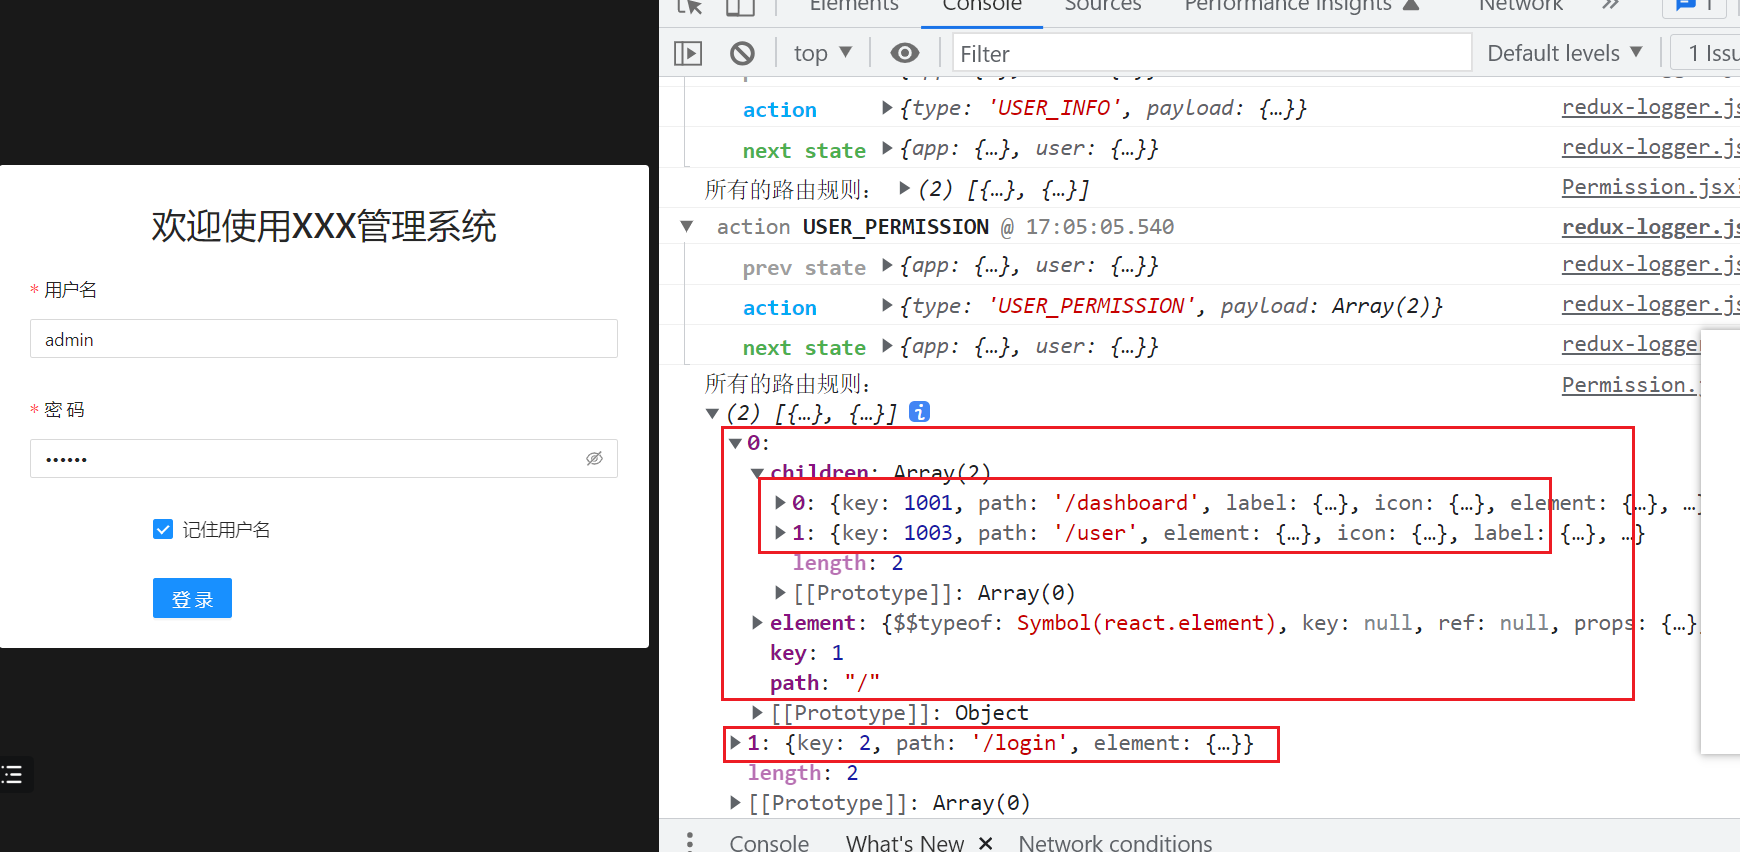 欢迎使用XXX管理系统
* 用户名
admin
* 密 码
••••••
记住用户名
登 录
Elements Console Sources Performance insights Network » 1
top Filter Default levels 1 Issu
action {type: 'USER_INFO', payload: {…}} redux-logger.js
next state {app: {…}, user: {…}} redux-logger.js
所有的路由规则: (2) [{…}, {…}] Permission.jsx?
action USER_PERMISSION @ 17:05:05.540 redux-logger.js
prev state {app: {…}, user: {…}} redux-logger.js
action {type: 'USER_PERMISSION', payload: Array(2)} redux-logger.js
next state {app: {…}, user: {…}} redux-logger
所有的路由规则: Permission.
(2) [{…}, {…}] i
0:
children: Array(2)
0: {key: 1001, path: '/dashboard', label: {…}, icon: {…}, element: {…}, …}
1: {key: 1003, path: '/user', element: {…}, icon: {…}, label: {…}, …}
length: 2
[[Prototype]]: Array(0)
element: {$$typeof: Symbol(react.element), key: null, ref: null, props: {…},
key: 1
path: "/"
[[Prototype]]: Object
1: {key: 2, path: '/login', element: {…}}
length: 2
[[Prototype]]: Array(0)
Console What's New × Network conditions